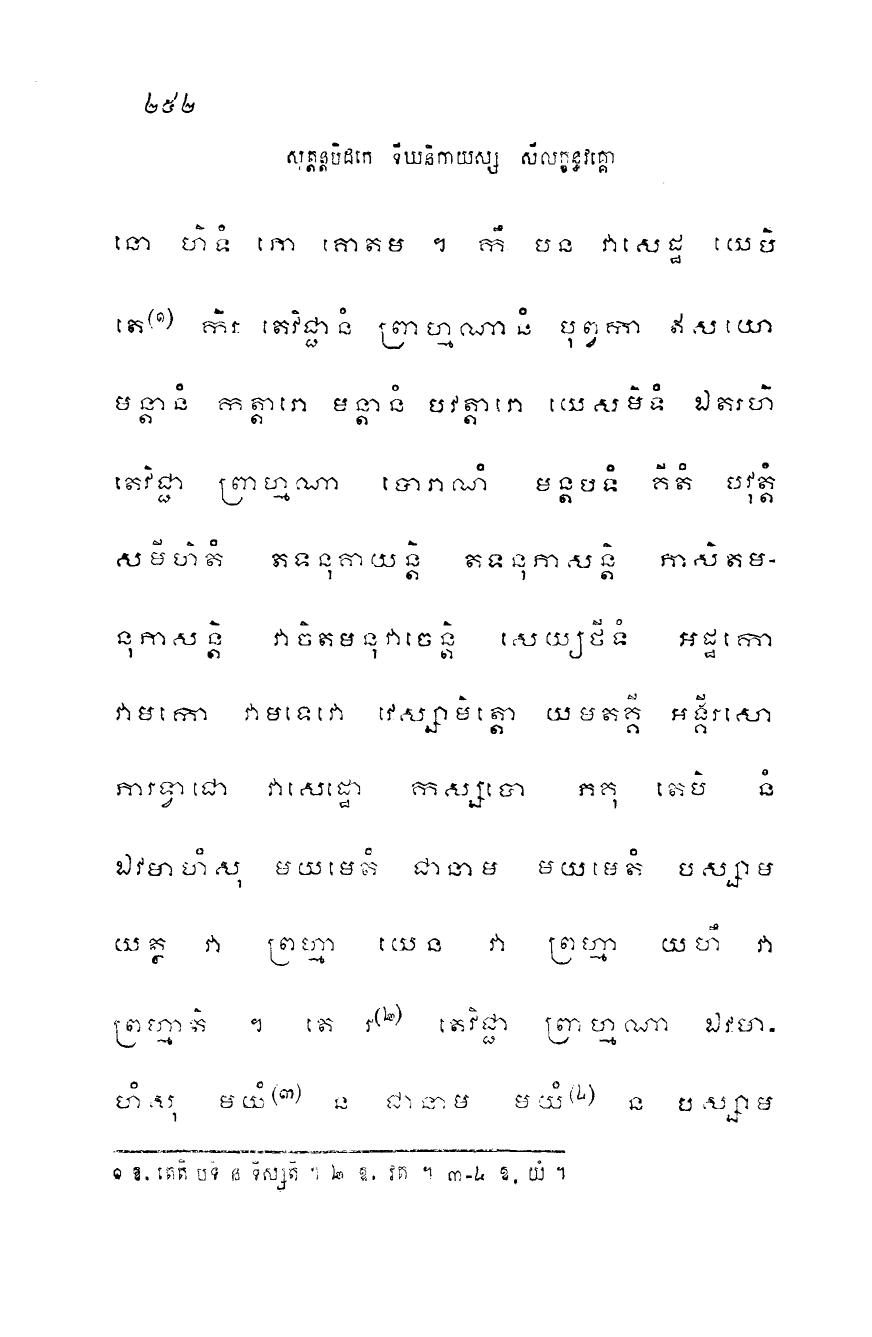 ២៥២
សុត្តន្តបិដកេ ទីឃនិកាយស្ស សីលក្ខន្ធវគ្គោ
នោ ហិទំ ភោ គោតម ។ កឹ បន វាសេដ្ឋ យេបិ
តេ(១) កិរ តេវិជ្ជានំ ព្រាហ្មណានំ បុព្វកា ឥសយោ
មន្តានំ កត្តារោ មន្តានំ បវត្តារោ យេសមិទំ ឯតរហិ
តេវិជ្ជា ព្រាហ្មណា បោរាណំ មន្តបទំ គីតំ បវុត្តំ
សមីហិតំ តទនុគាយន្តិ តទនុភាសន្តិ ភាសិតម-
នុភាសន្តិ វាចិតមនុវាចេន្តិ សេយ្យថីទំ អដ្ឋកោ
វាមកោ វាមទេវោ វេស្សាមិត្តោ យមតគ្គី អង្គីរសោ
ភារទ្វាជោ វាសេដ្ឋោ កស្សបោ ភគុ តេបិ នំ
ឯវមាហំសុ មយមេតំ ជានាម មយមេតំ បស្សាម
យត្ថ វា ព្រហ្មា យេន វា ព្រហ្មា យហឹ វា
ព្រហ្មាតិ ។ តេ វ(២) តេវិជ្ជា ព្រាហ្មណា ឯវមា-
ហំសុ មយំ(៣) ន ជានាម មយំ(៤) ន បស្សាម
១ ឱ. តេតិ បទំ ន ទិស្សតិ ។ ២ ឱ. វត ។ ៣-៤ ឱ. យំ ។